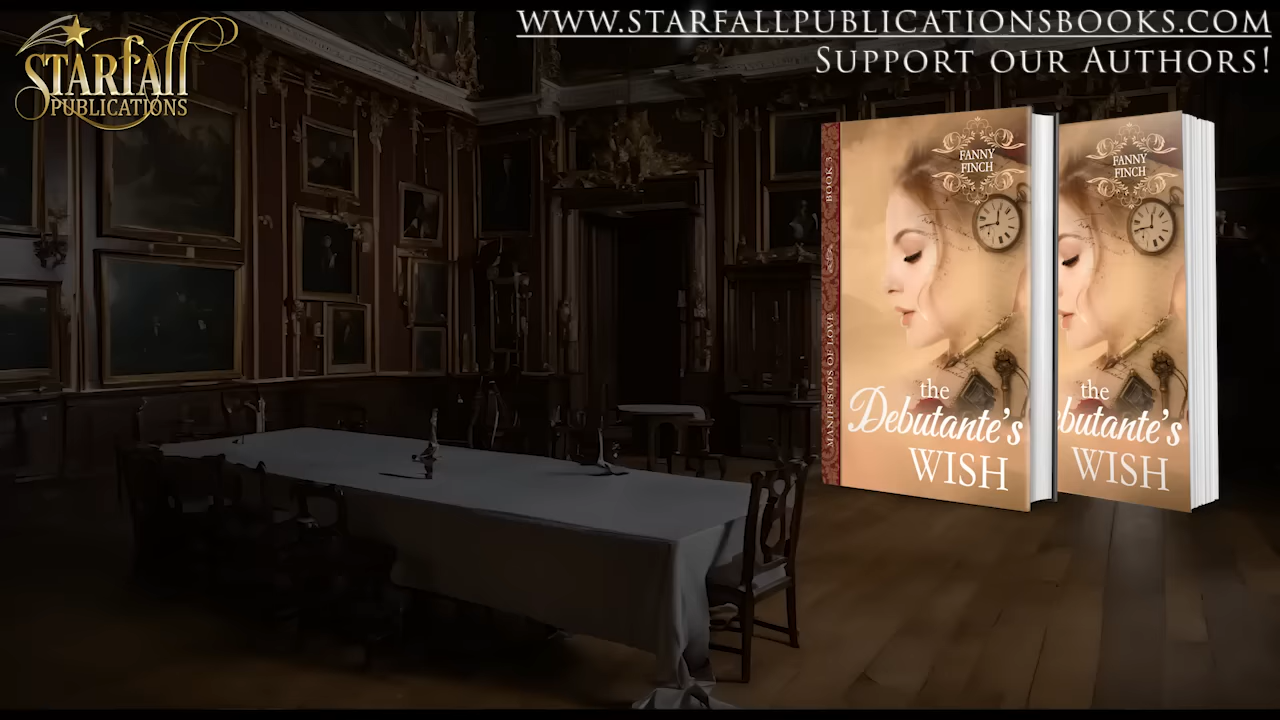 STARfall
PUBLICATIONS
WWW.STARFALLPUBLICATIONSBOOKS.COM
SUPPORT OUR AUTHORS!
BOOK 3
MANIFESTOS OF LOVE
FANNY
FINCH
the
Debutante's
WISH
FANNY
FINCH
the
ebutante's
WISH